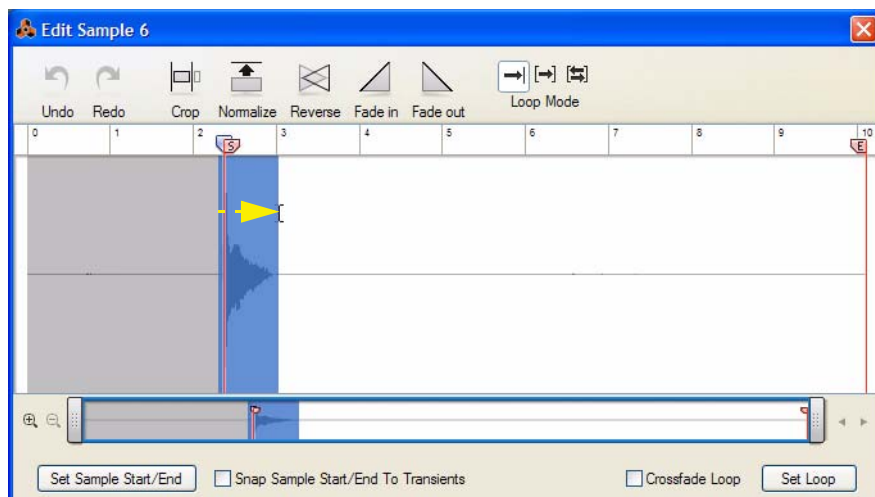 Edit Sample 6
Undo Redo Crop Normalize Reverse Fade in Fade out Loop Mode
0 1 2 3 4 5 6 7 8 9 10
S E
Set Sample Start/End Snap Sample Start/End To Transients Crossfade Loop Set Loop